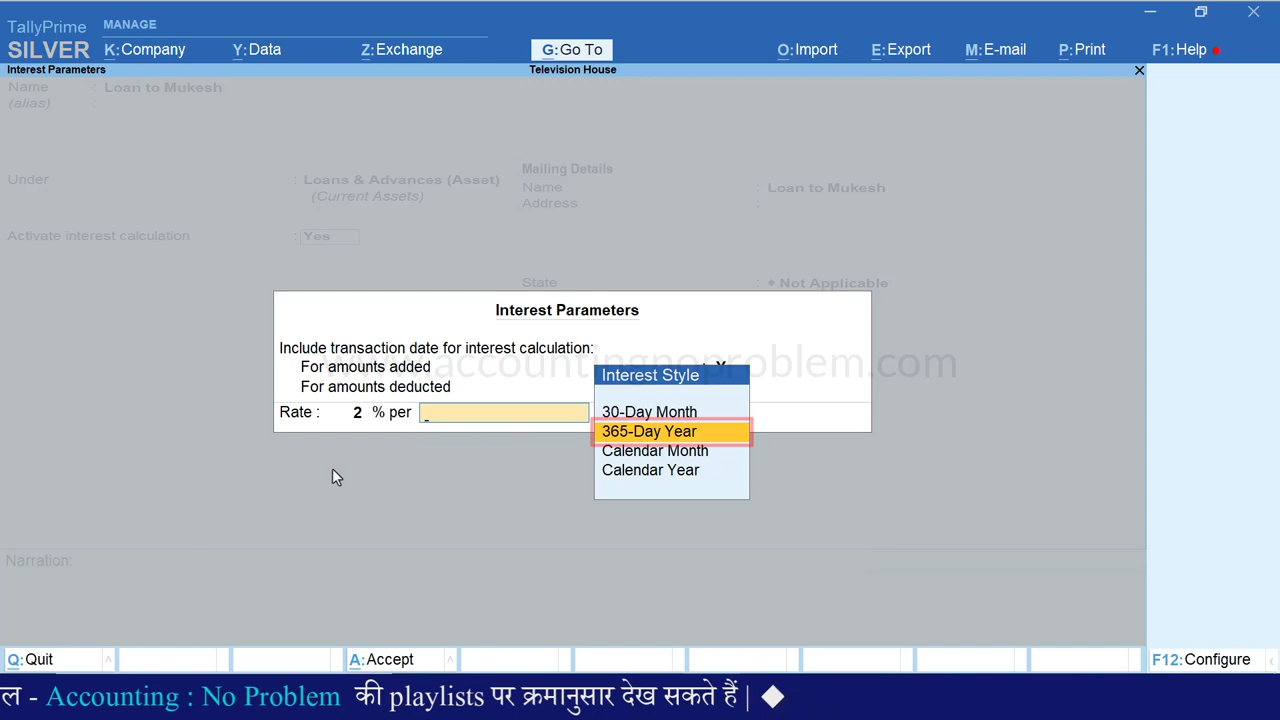 TallyPrime
MANAGE
SILVER
K:Company
Y:Data
Z:Exchange
G:Go To
O:Import
E:Export
M:E-mail
P:Print
F1:Help
Interest Parameters
Television House
Name : Loan to Mukesh
(alias) :
Mailing Details
Under : Loans & Advances (Asset)
(Current Assets)
Name : Loan to Mukesh
Address :
Activate interest calculation : Yes
State : ♦ Not Applicable
Interest Parameters
Include transaction date for interest calculation:
For amounts added
For amounts deducted
Rate : 2 % per
www.accountingnoproblem.com
Interest Style
30-Day Month
365-Day Year
Calendar Month
Calendar Year
Narration:
Q:Quit
A:Accept
F12:Configure
ल - Accounting : No Problem की playlists पर क्रमानुसार देख सकते हैं | ◆